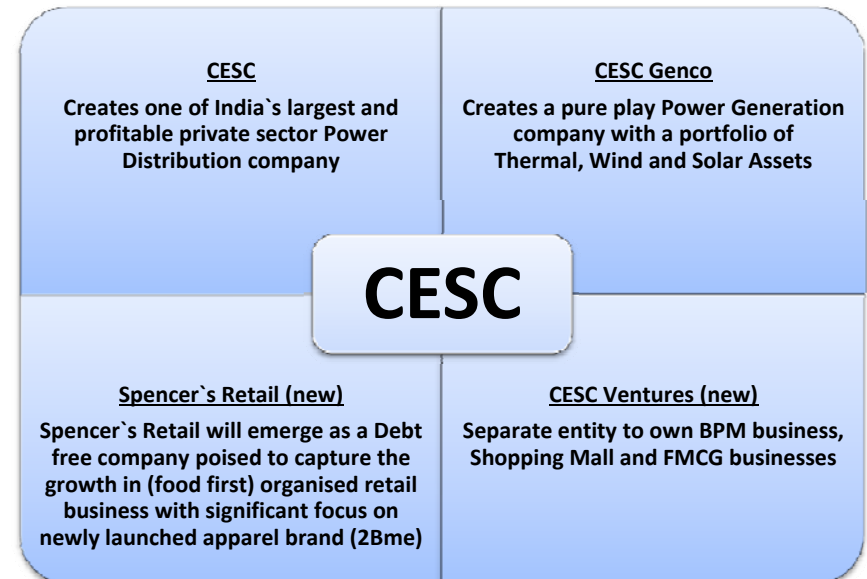 CESC
Creates one of India`s largest and
profitable private sector Power
Distribution company
CESC Genco
Creates a pure play Power Generation
company with a portfolio of
Thermal, Wind and Solar Assets
CESC
Spencer`s Retail (new)
Spencer`s Retail will emerge as a Debt
free company poised to capture the
growth in (food first) organised retail
business with significant focus on
newly launched apparel brand (2Bme)
CESC Ventures (new)
Separate entity to own BPM business,
Shopping Mall and FMCG businesses